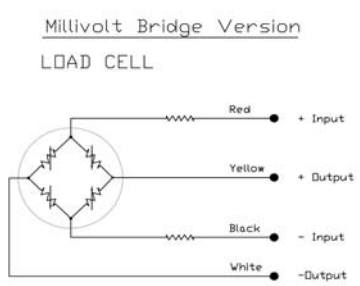 Millivolt Bridge Version
LOAD CELL
Red
+ Input
Yellow
+ Output
Black
- Input
White
-Output